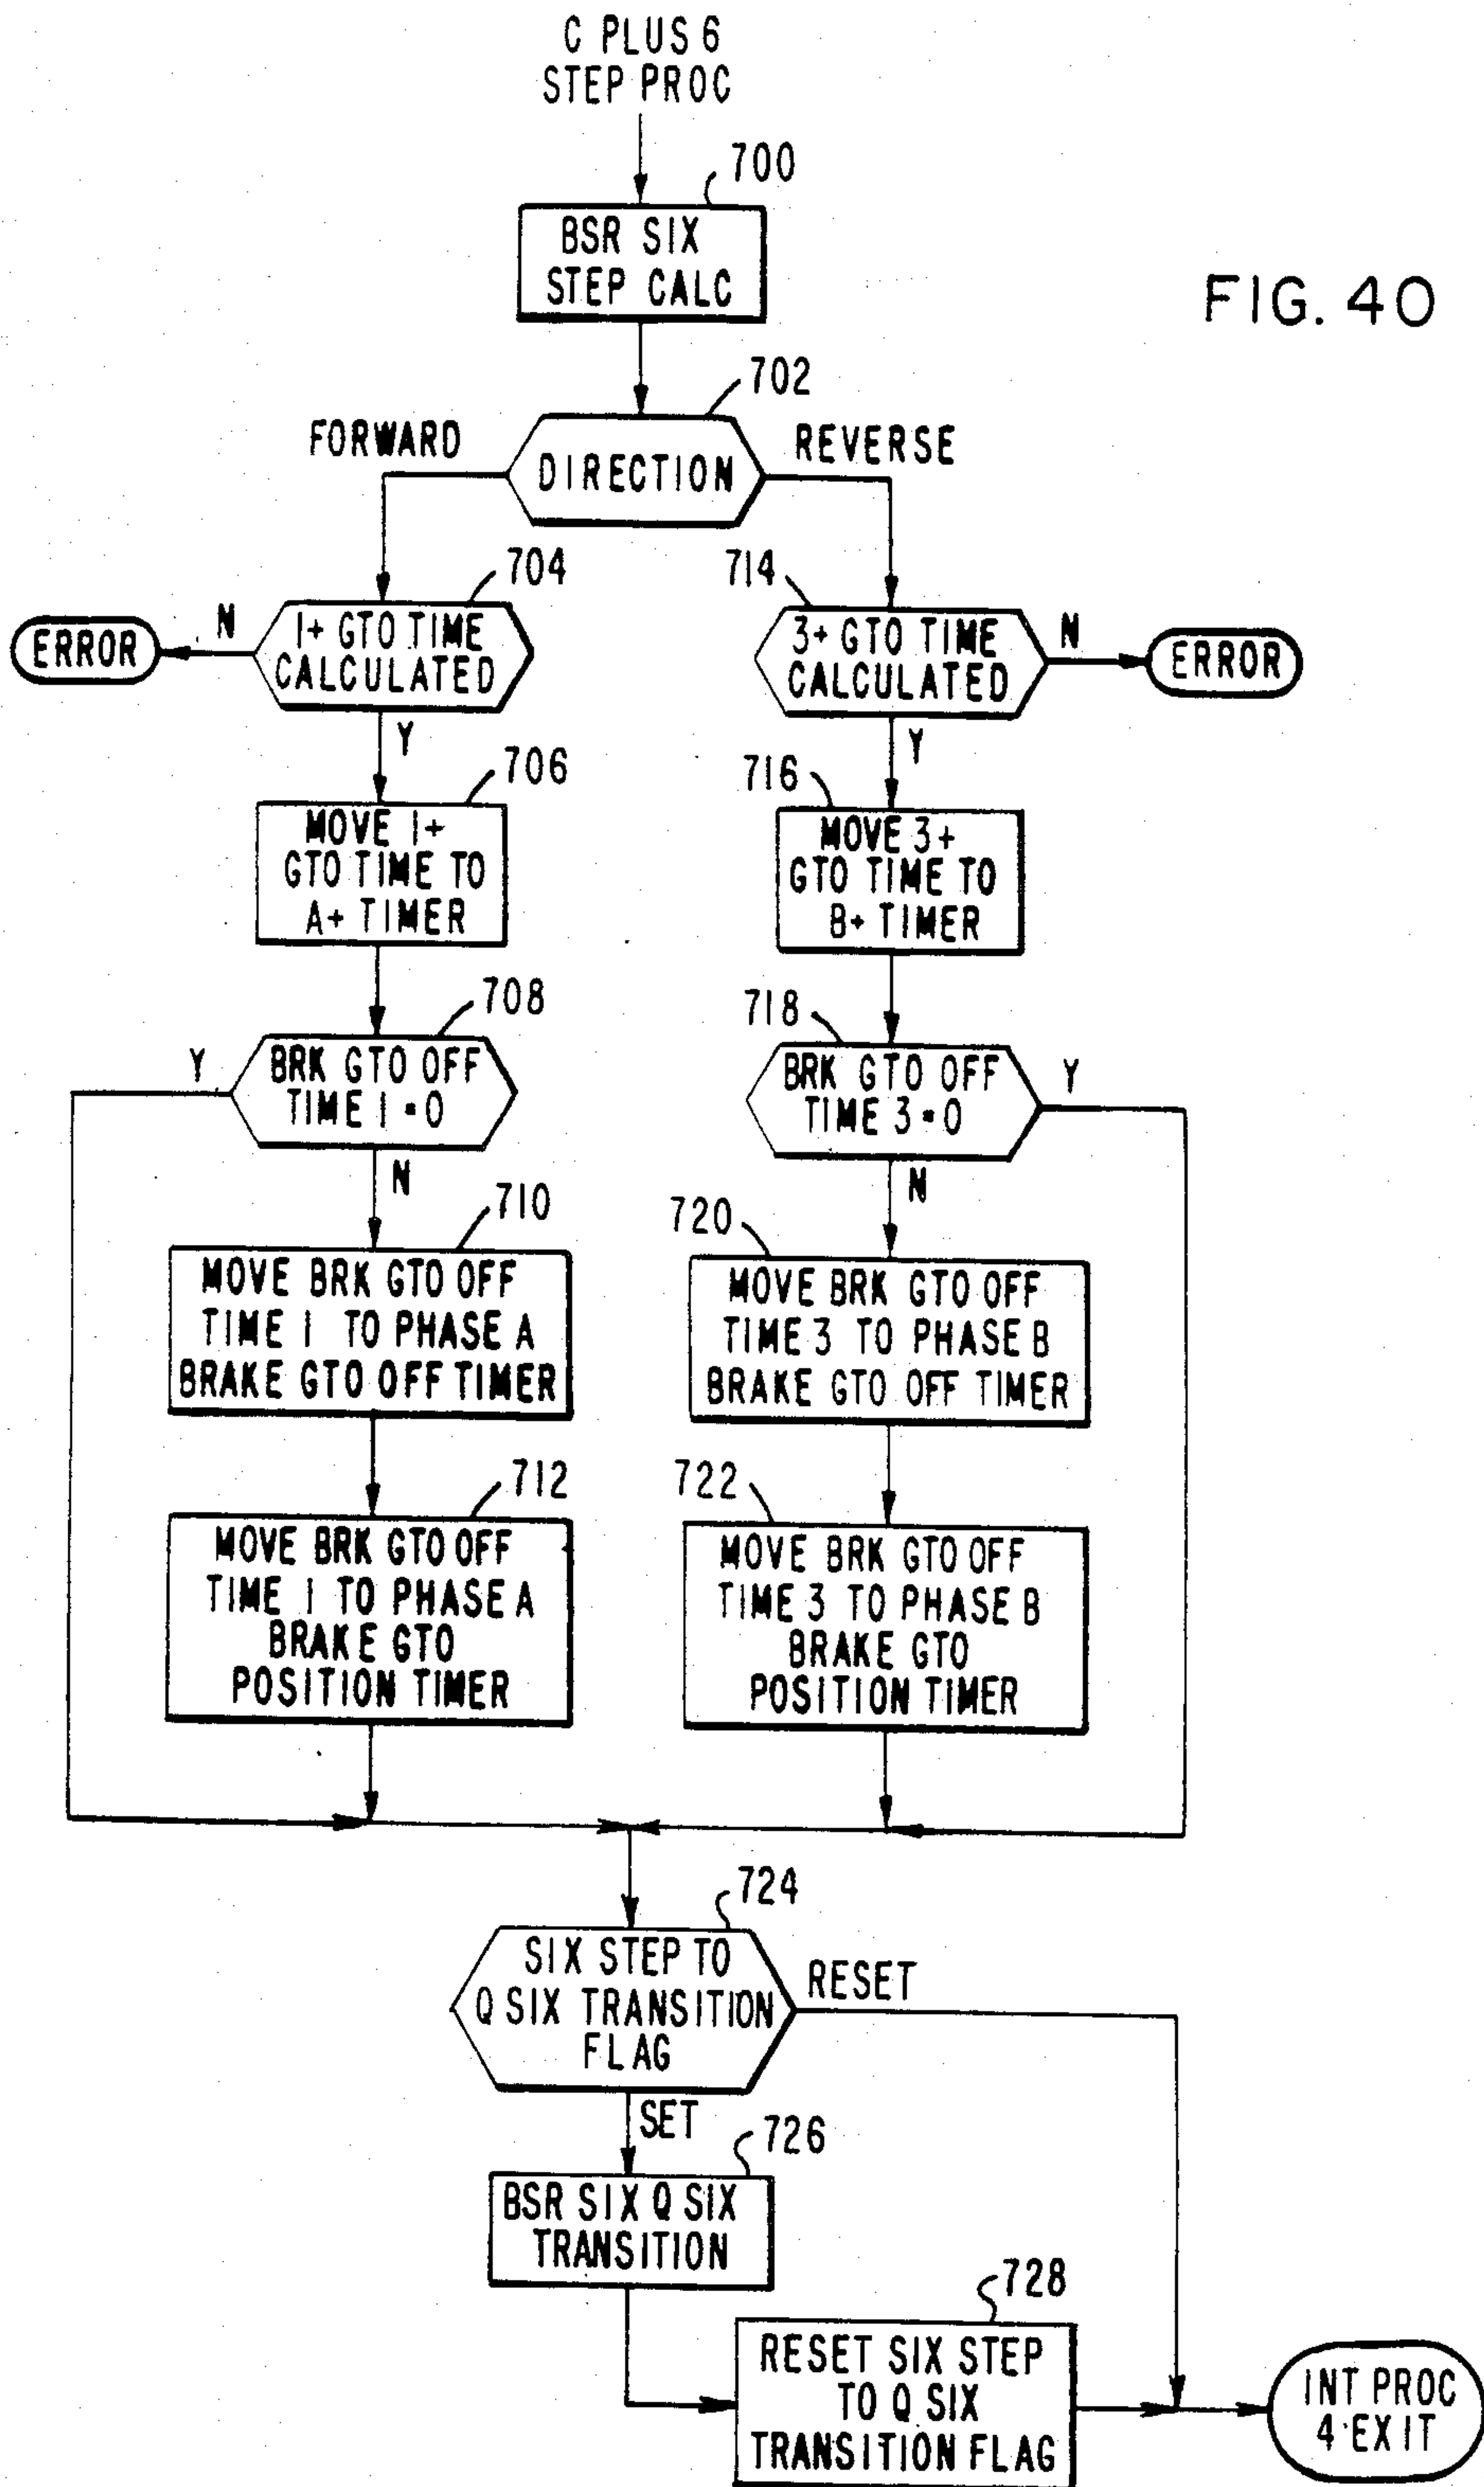 C PLUS 6
STEP PROC
700
BSR SIX
STEP CALC
FIG. 40
702
FORWARD
DIRECTION
REVERSE
704
714
ERROR
N
1+ GTO TIME
CALCULATED
3+ GTO TIME
CALCULATED
N
ERROR
Y
Y
706
716
MOVE 1+
GTO TIME TO
A+ TIMER
MOVE 3+
GTO TIME TO
B+ TIMER
708
718
Y
BRK GTO OFF
TIME 1=0
BRK GTO OFF
TIME 3=0
Y
N
N
710
720
MOVE BRK GTO OFF
TIME 1 TO PHASE A
BRAKE GTO OFF TIMER
MOVE BRK GTO OFF
TIME 3 TO PHASE B
BRAKE GTO OFF TIMER
712
722
MOVE BRK GTO OFF
TIME 1 TO PHASE A
BRAKE GTO
POSITION TIMER
MOVE BRK GTO OFF
TIME 3 TO PHASE B
BRAKE GTO
POSITION TIMER
724
SIX STEP TO
Q SIX TRANSITION
FLAG
RESET
SET
726
BSR SIX Q SIX
TRANSITION
728
RESET SIX STEP
TO Q SIX
TRANSITION FLAG
INT PROC
4 EXIT